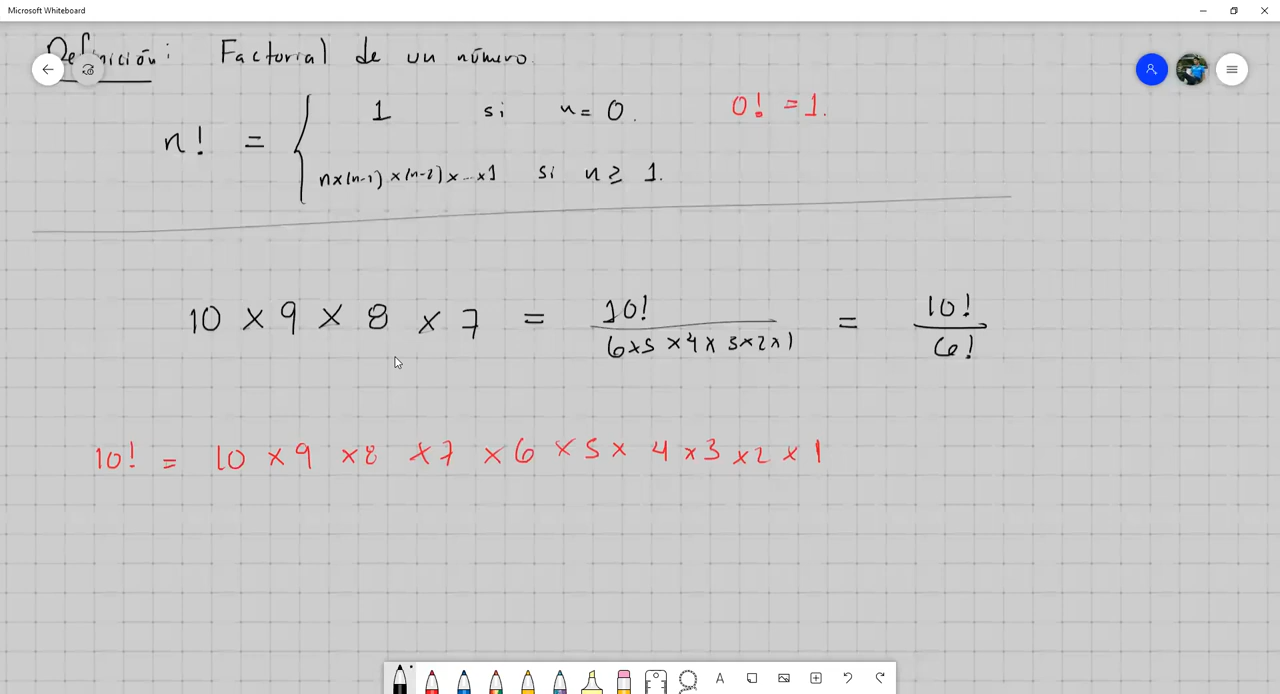 Microsoft Whiteboard
Definición: Factorial de un número.
n! = { 1 si n = 0. 0! = 1.
n×(n-1)×(n-2)×...×1 si n ≥ 1.
10 × 9 × 8 × 7 = 10! / 6×5×4×3×2×1 = 10! / 6!
10! = 10 × 9 × 8 × 7 × 6 × 5 × 4 × 3 × 2 × 1